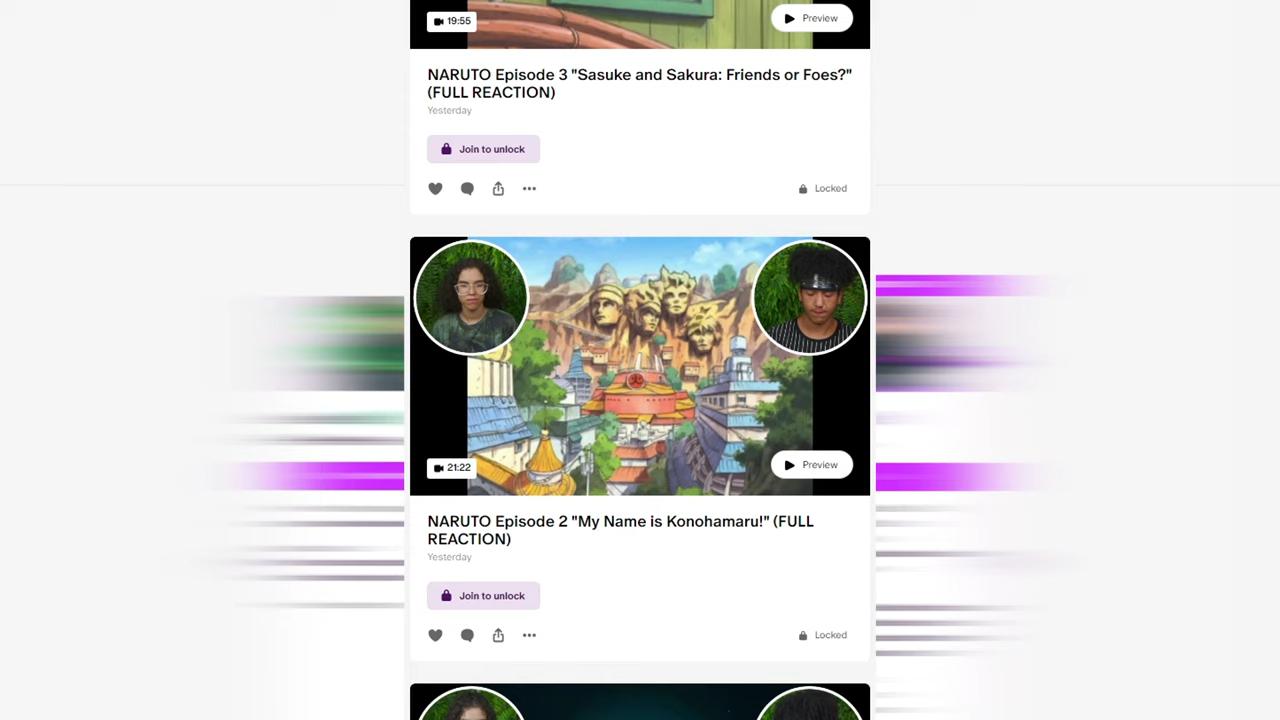 19:55
Preview
NARUTO Episode 3 "Sasuke and Sakura: Friends or Foes?"
(FULL REACTION)
Yesterday
Join to unlock
Locked
21:22
Preview
NARUTO Episode 2 "My Name is Konohamaru!" (FULL
REACTION)
Yesterday
Join to unlock
Locked